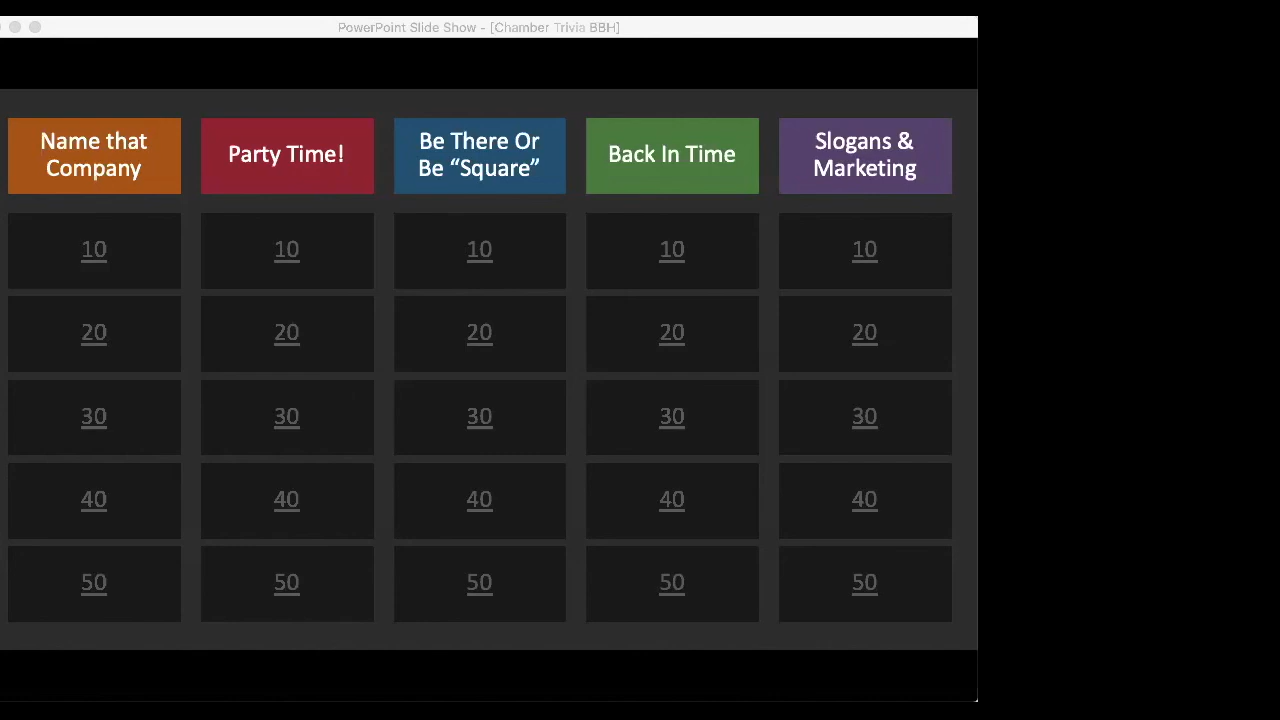 PowerPoint Slide Show - [Chamber Trivia BBH]
Name that
Company
Party Time!
Be There Or
Be “Square”
Back In Time
Slogans &
Marketing
10 10 10 10 10
20 20 20 20 20
30 30 30 30 30
40 40 40 40 40
50 50 50 50 50